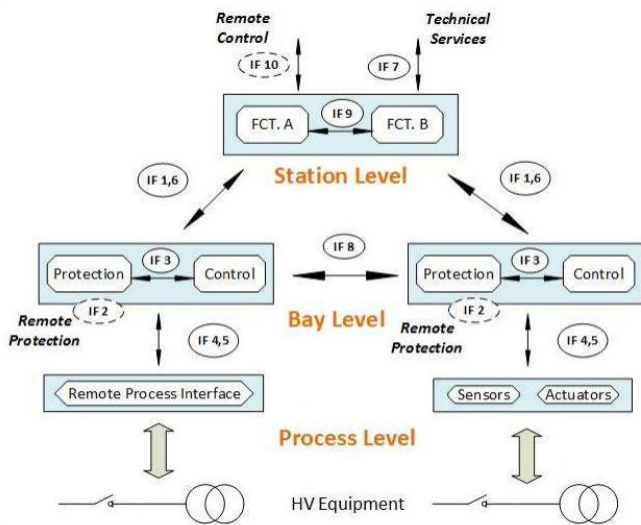 Remote
Control
Technical
Services
IF 10
IF 7
FCT. A
IF 9
FCT. B
Station Level
IF 1,6
IF 1,6
Protection
IF 3
Control
IF 8
Protection
IF 3
Control
IF 2
IF 2
Remote
Protection
Bay Level
Remote
Protection
IF 4,5
IF 4,5
Remote Process Interface
Sensors
Actuators
Process Level
HV Equipment